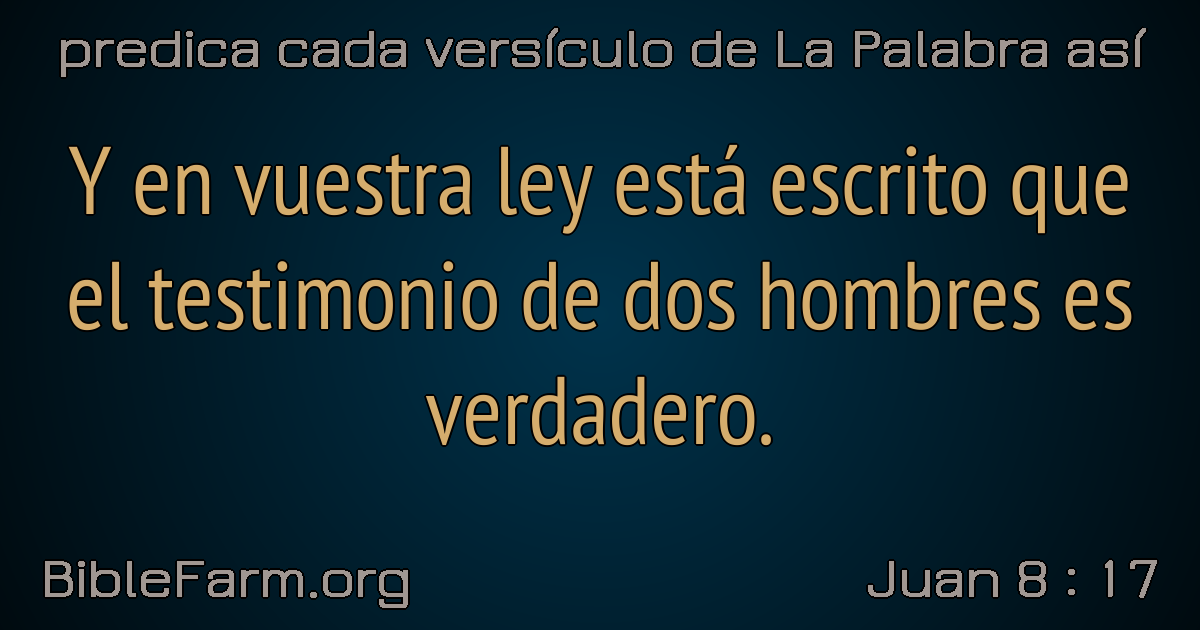 predica cada versículo de La Palabra así
Y en vuestra ley está escrito que
el testimonio de dos hombres es
verdadero.
BibleFarm.org
Juan 8 : 17